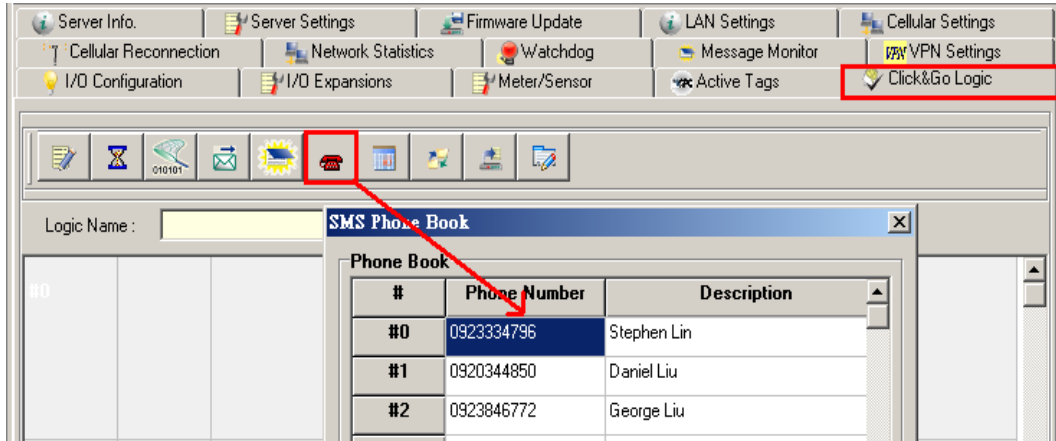 Server Info. Server Settings Firmware Update LAN Settings Cellular Settings
Cellular Reconnection Network Statistics Watchdog Message Monitor VPN VPN Settings
I/O Configuration I/O Expansions Meter/Sensor Active Tags Click&Go Logic
010101
Logic Name :
SMS Phone Book
#0
Phone Book
# Phone Number Description
#0 0923334796 Stephen Lin
#1 0920344850 Daniel Liu
#2 0923846772 George Liu